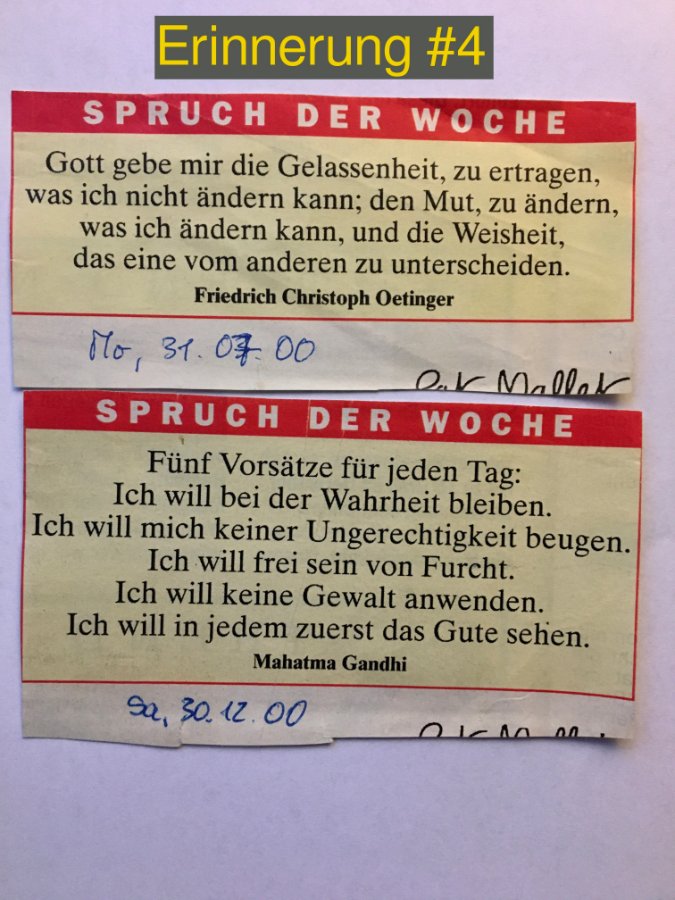 Erinnerung #4
SPRUCH DER WOCHE
Gott gebe mir die Gelassenheit, zu ertragen,
was ich nicht ändern kann; den Mut, zu ändern,
was ich ändern kann, und die Weisheit,
das eine vom anderen zu unterscheiden.
Friedrich Christoph Oetinger
Mo, 31.07.00
SPRUCH DER WOCHE
Fünf Vorsätze für jeden Tag:
Ich will bei der Wahrheit bleiben.
Ich will mich keiner Ungerechtigkeit beugen.
Ich will frei sein von Furcht.
Ich will keine Gewalt anwenden.
Ich will in jedem zuerst das Gute sehen.
Mahatma Gandhi
Sa, 30.12.00